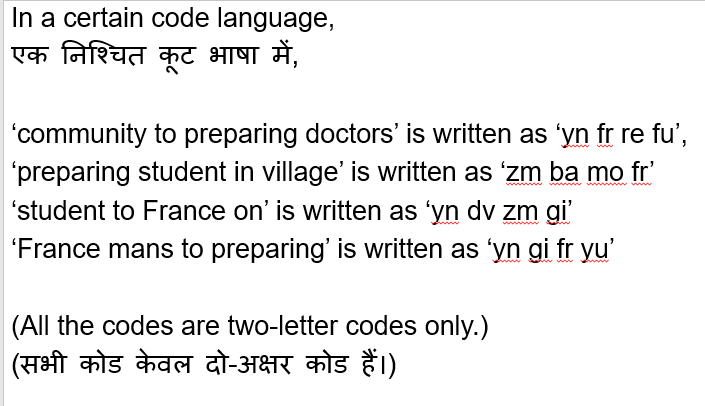 In a certain code language,
एक निश्चित कूट भाषा में,
‘community to preparing doctors’ is written as ‘yn fr re fu’,
‘preparing student in village’ is written as ‘zm ba mo fr’
‘student to France on’ is written as ‘yn dv zm gi’
‘France mans to preparing’ is written as ‘yn gi fr yu’
(All the codes are two-letter codes only.)
(सभी कोड केवल दो-अक्षर कोड हैं।)